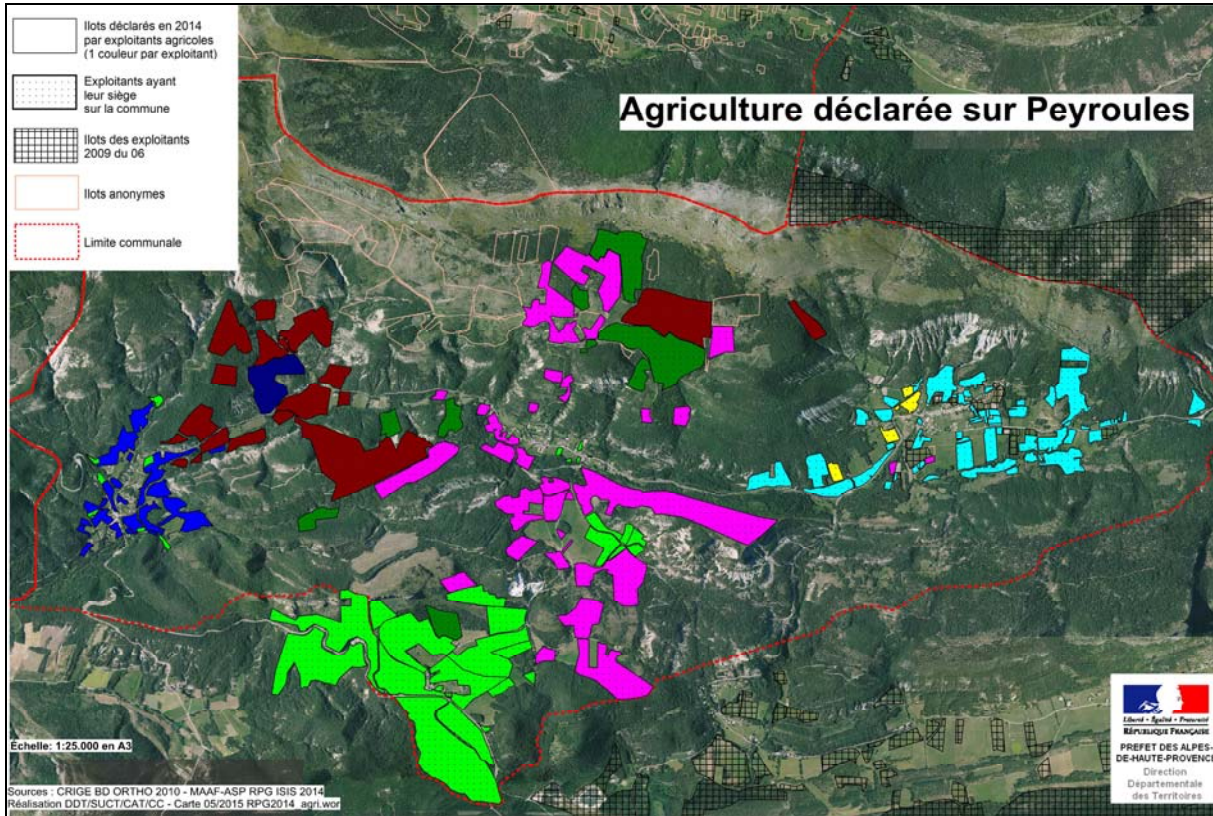 Ilots déclarés en 2014
par exploitants agricoles
(1 couleur par exploitant)
Exploitants ayant
leur siège
sur la commune
Ilots des exploitants
2009 du 06
Ilots anonymes
Limite communale
Agriculture déclarée sur Peyroules
Échelle: 1:25.000 en A3
Sources : CRIGE BD ORTHO 2010 - MAAF-ASP RPG ISIS 2014
Réalisation DDT/SUCT/CAT/CC - Carte 05/2015 RPG2014_agri.wor
Liberté • Égalité • Fraternité
RÉPUBLIQUE FRANÇAISE
PREFET DES ALPES-
DE-HAUTE-PROVENCE
Direction
Départementale
des Territoires